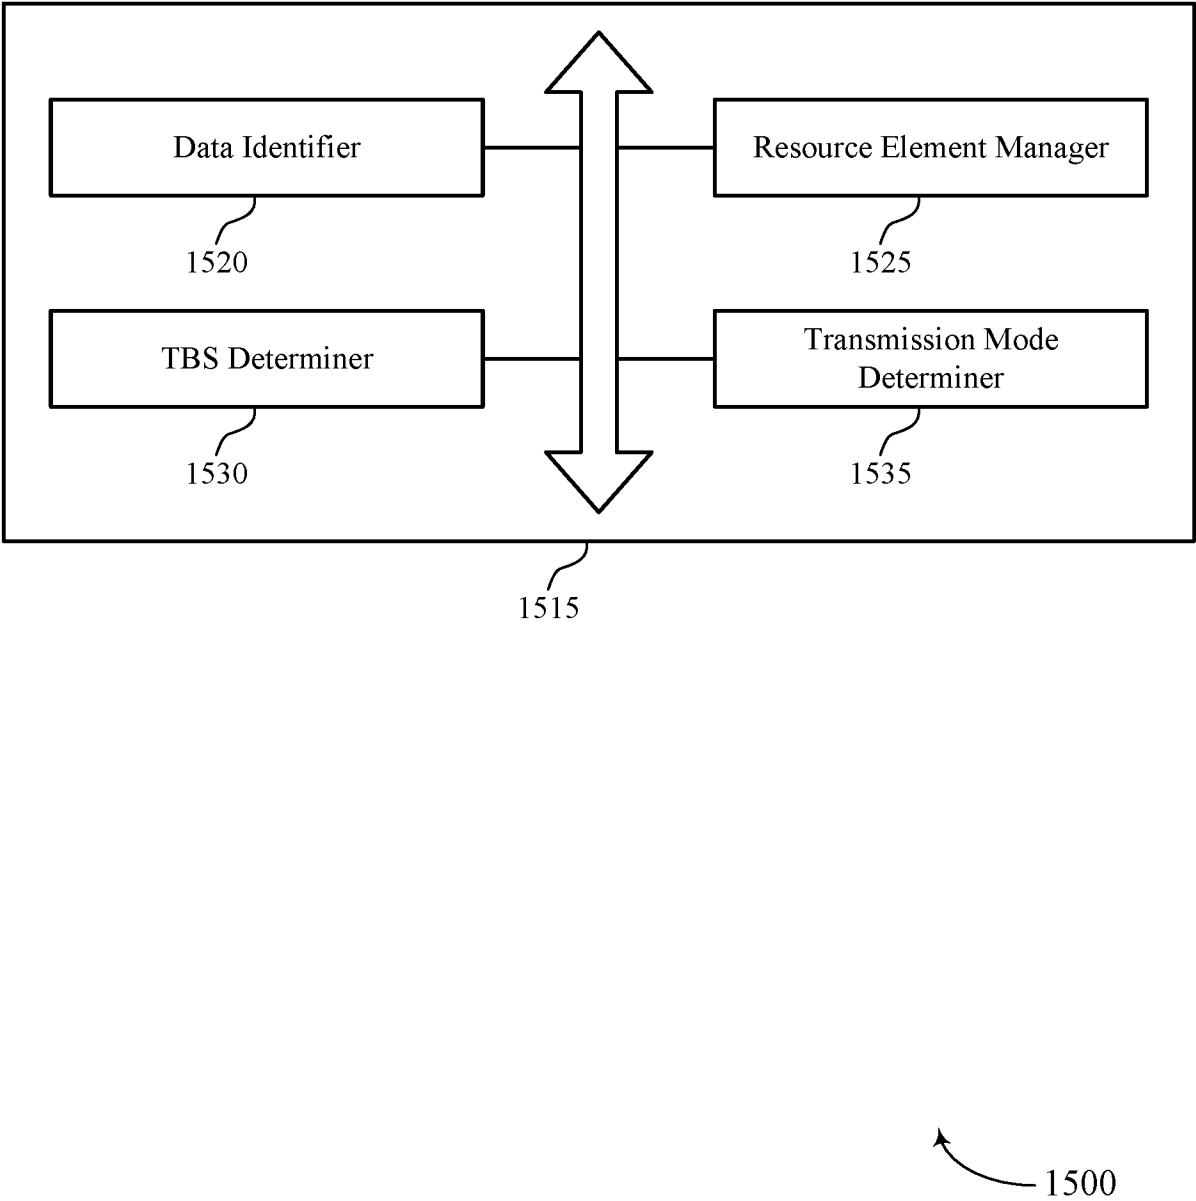 Data Identifier
Resource Element Manager
1520
1525
TBS Determiner
Transmission Mode
Determiner
1530
1535
1515
1500